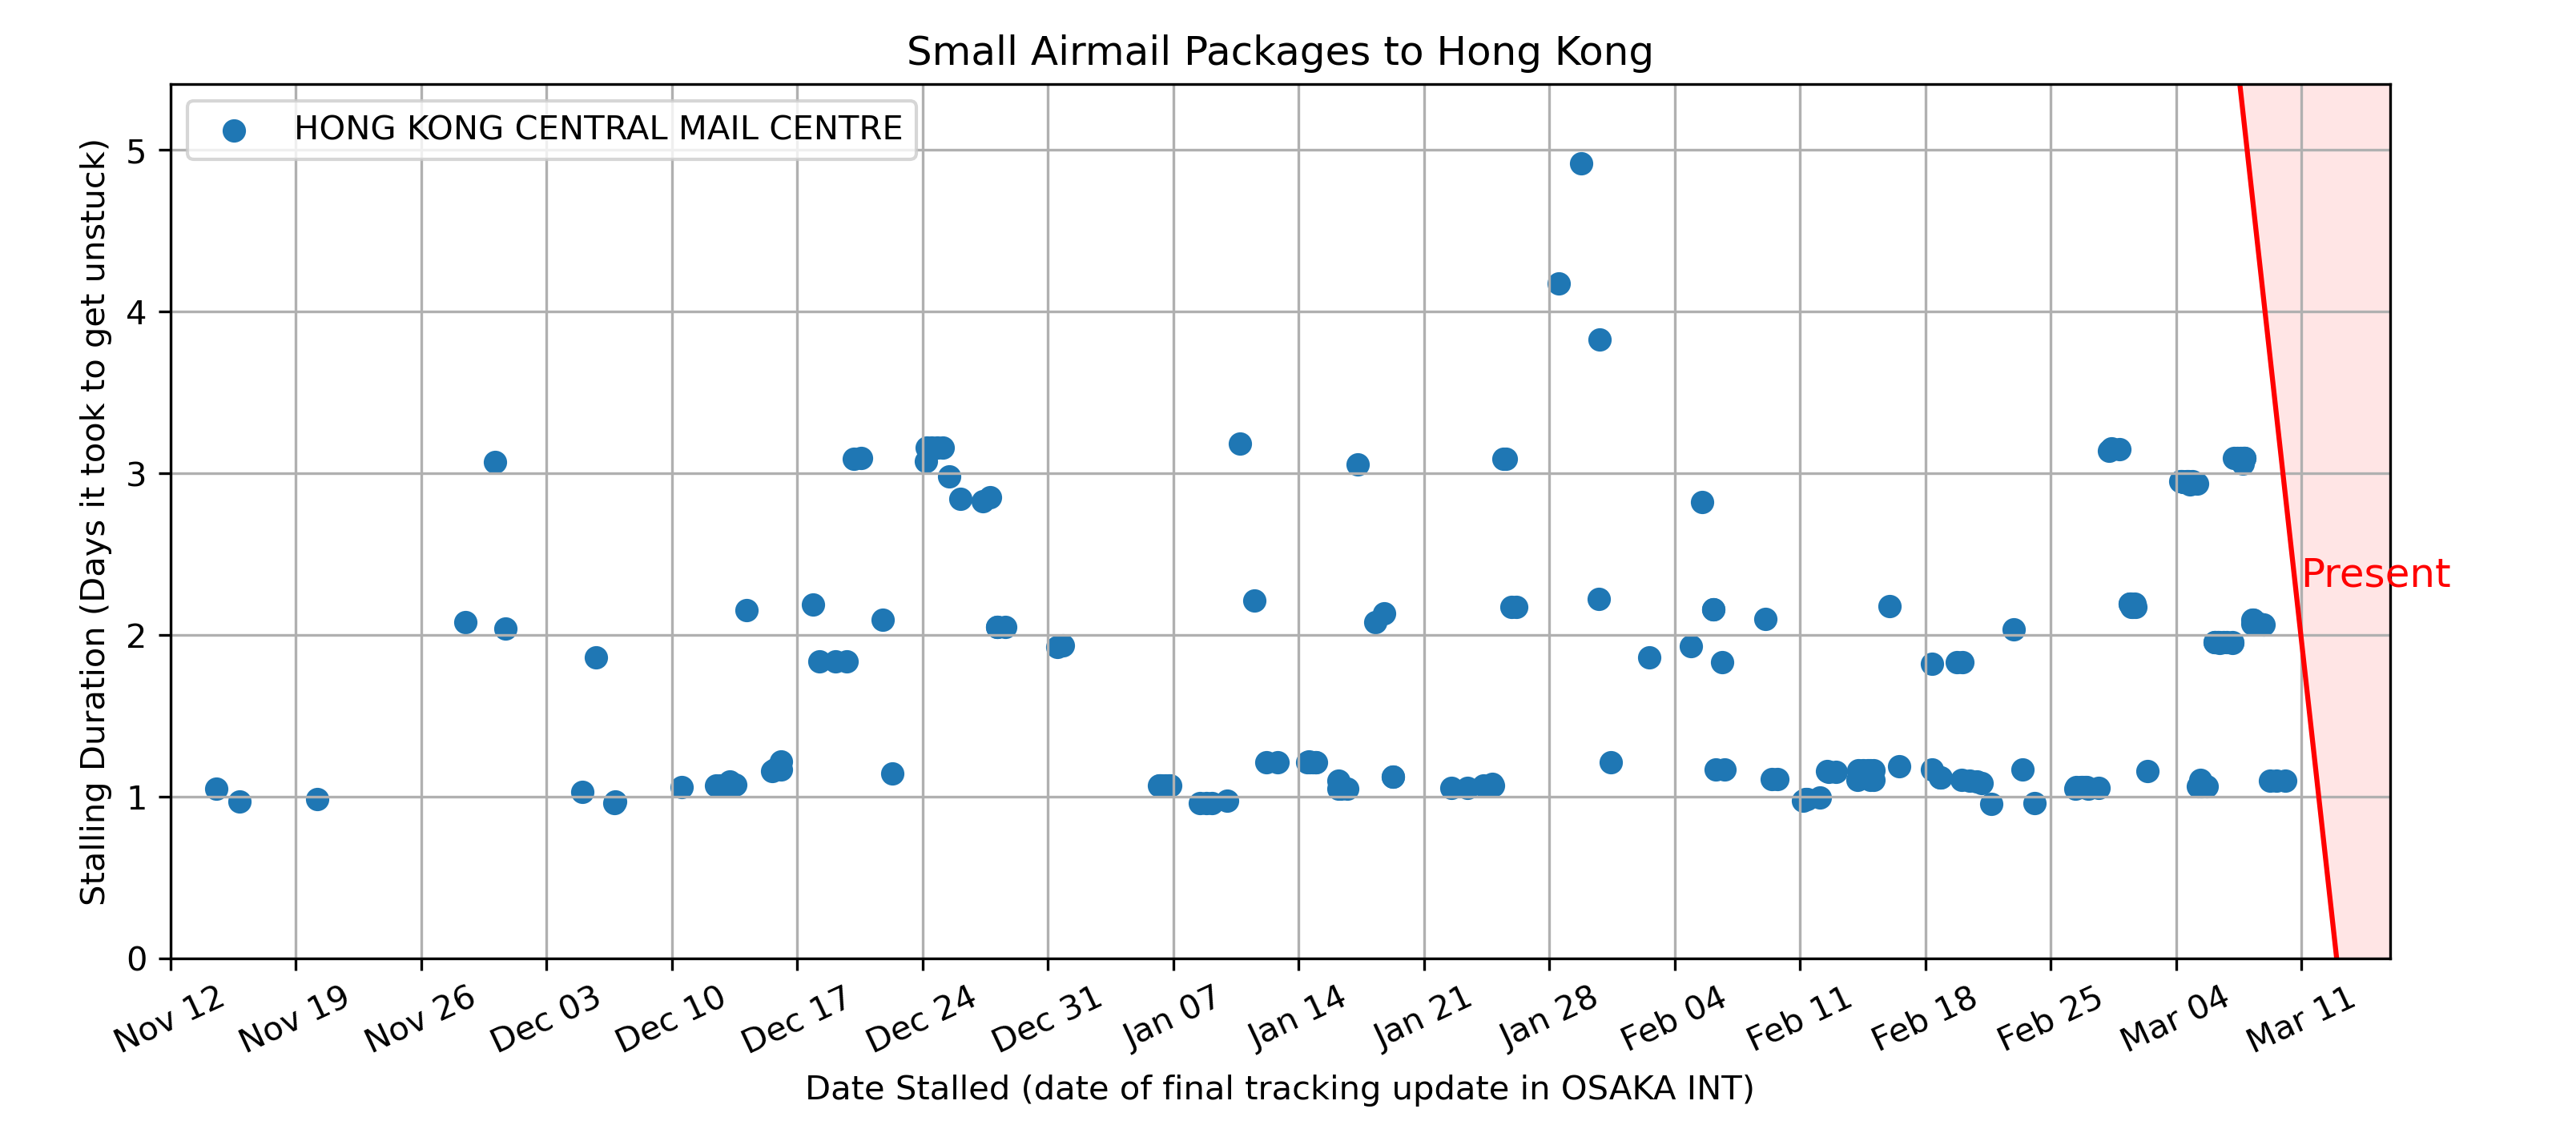 Small Airmail Packages to Hong Kong
HONG KONG CENTRAL MAIL CENTRE
Stalling Duration (Days it took to get unstuck)
5
4
3
2
1
0
Present
Nov 12
Nov 19
Nov 26
Dec 03
Dec 10
Dec 17
Dec 24
Dec 31
Jan 07
Jan 14
Jan 21
Jan 28
Feb 04
Feb 11
Feb 18
Feb 25
Mar 04
Mar 11
Date Stalled (date of final tracking update in OSAKA INT)